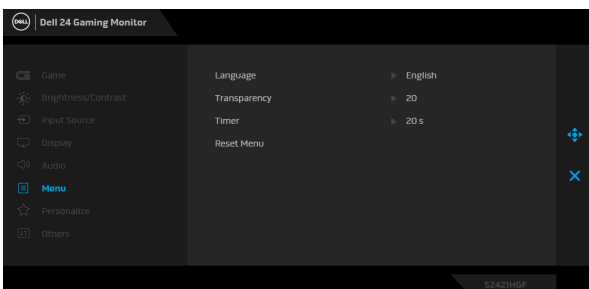 DELL Dell 24 Gaming Monitor
Game
Brightness/Contrast
Input Source
Display
Audio
Menu
Personalize
Others
Language English
Transparency 20
Timer 20 s
Reset Menu
S2421HGF